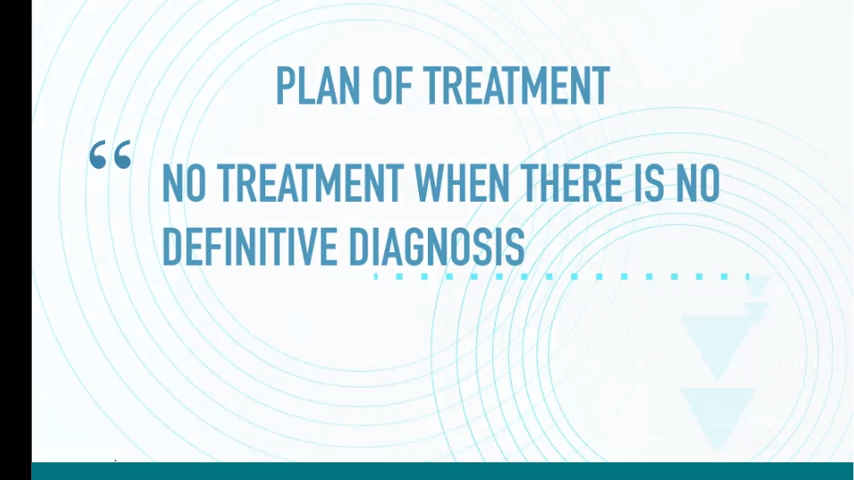 PLAN OF TREATMENT
“
NO TREATMENT WHEN THERE IS NO
DEFINITIVE DIAGNOSIS